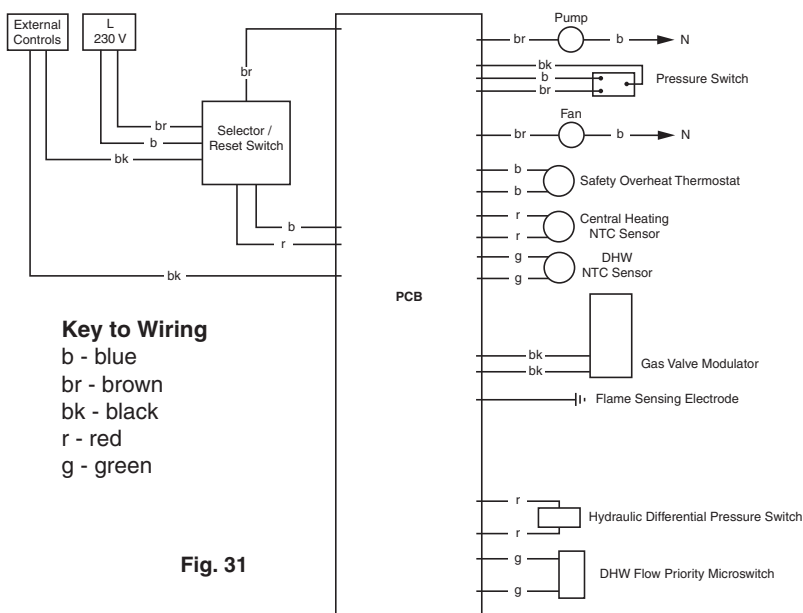 External
Controls
L
230 V
br
br
b
bk
Selector /
Reset Switch
b
r
bk
PCB
Pump
br
b
N
bk
b
br
Pressure Switch
Fan
br
b
N
b
b
Safety Overheat Thermostat
r
r
Central Heating
NTC Sensor
g
g
DHW
NTC Sensor
bk
bk
Gas Valve Modulator
Flame Sensing Electrode
r
r
Hydraulic Differential Pressure Switch
g
g
DHW Flow Priority Microswitch
Key to Wiring
b - blue
br - brown
bk - black
r - red
g - green
Fig. 31